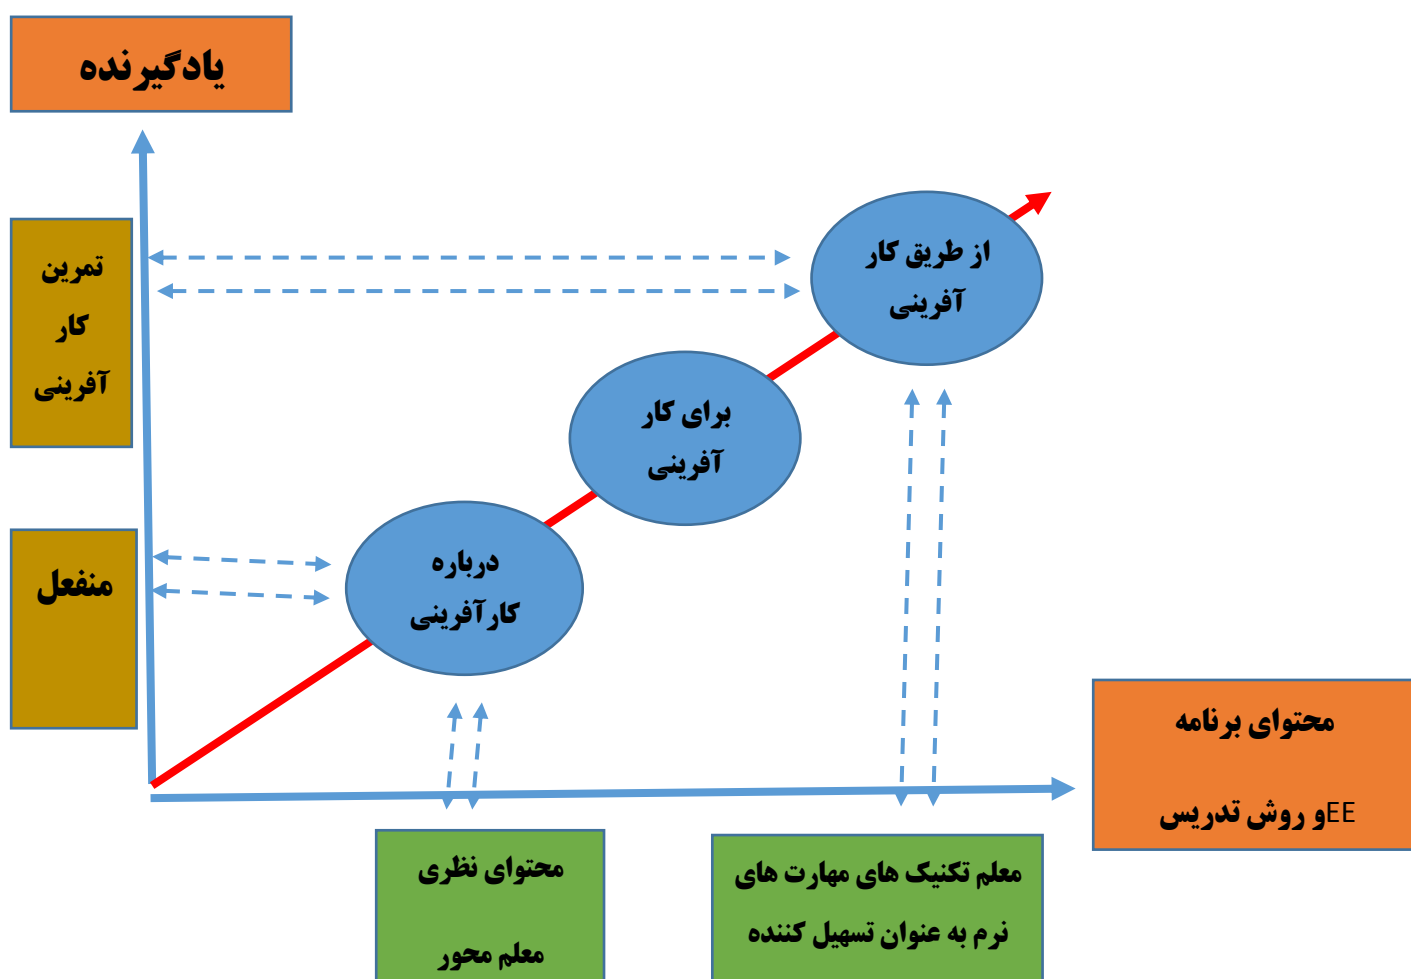 یادگیرنده
تمرین
کار
آفرینی
منفعل
از طریق کار
آفرینی
برای کار
آفرینی
درباره
کارآفرینی
محتوای برنامه
EEو روش تدریس
محتوای نظری
معلم محور
معلم تکنیک های مهارت های
نرم به عنوان تسهیل کننده